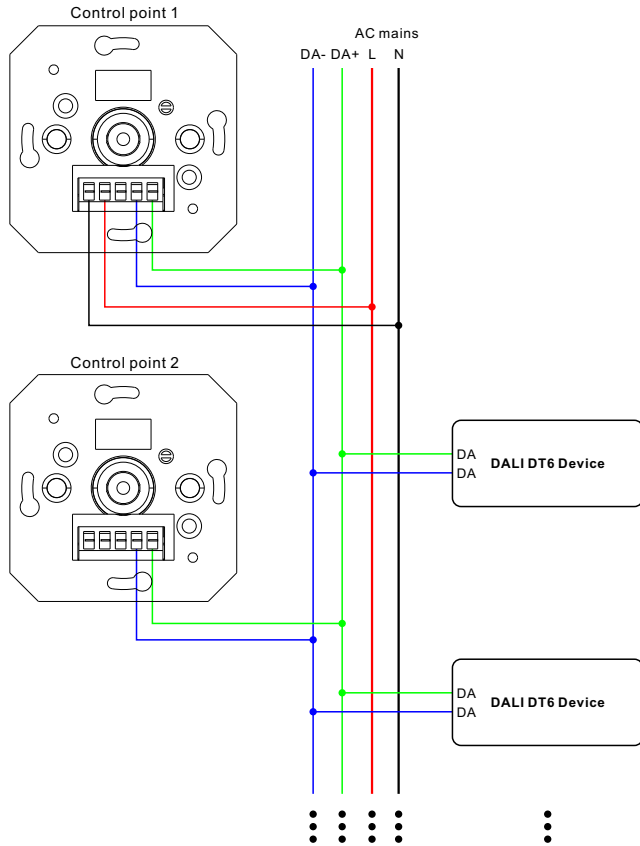 Control point 1
AC mains
DA- DA+ L N
Control point 2
DA
DA
DALI DT6 Device
DA
DA
DALI DT6 Device